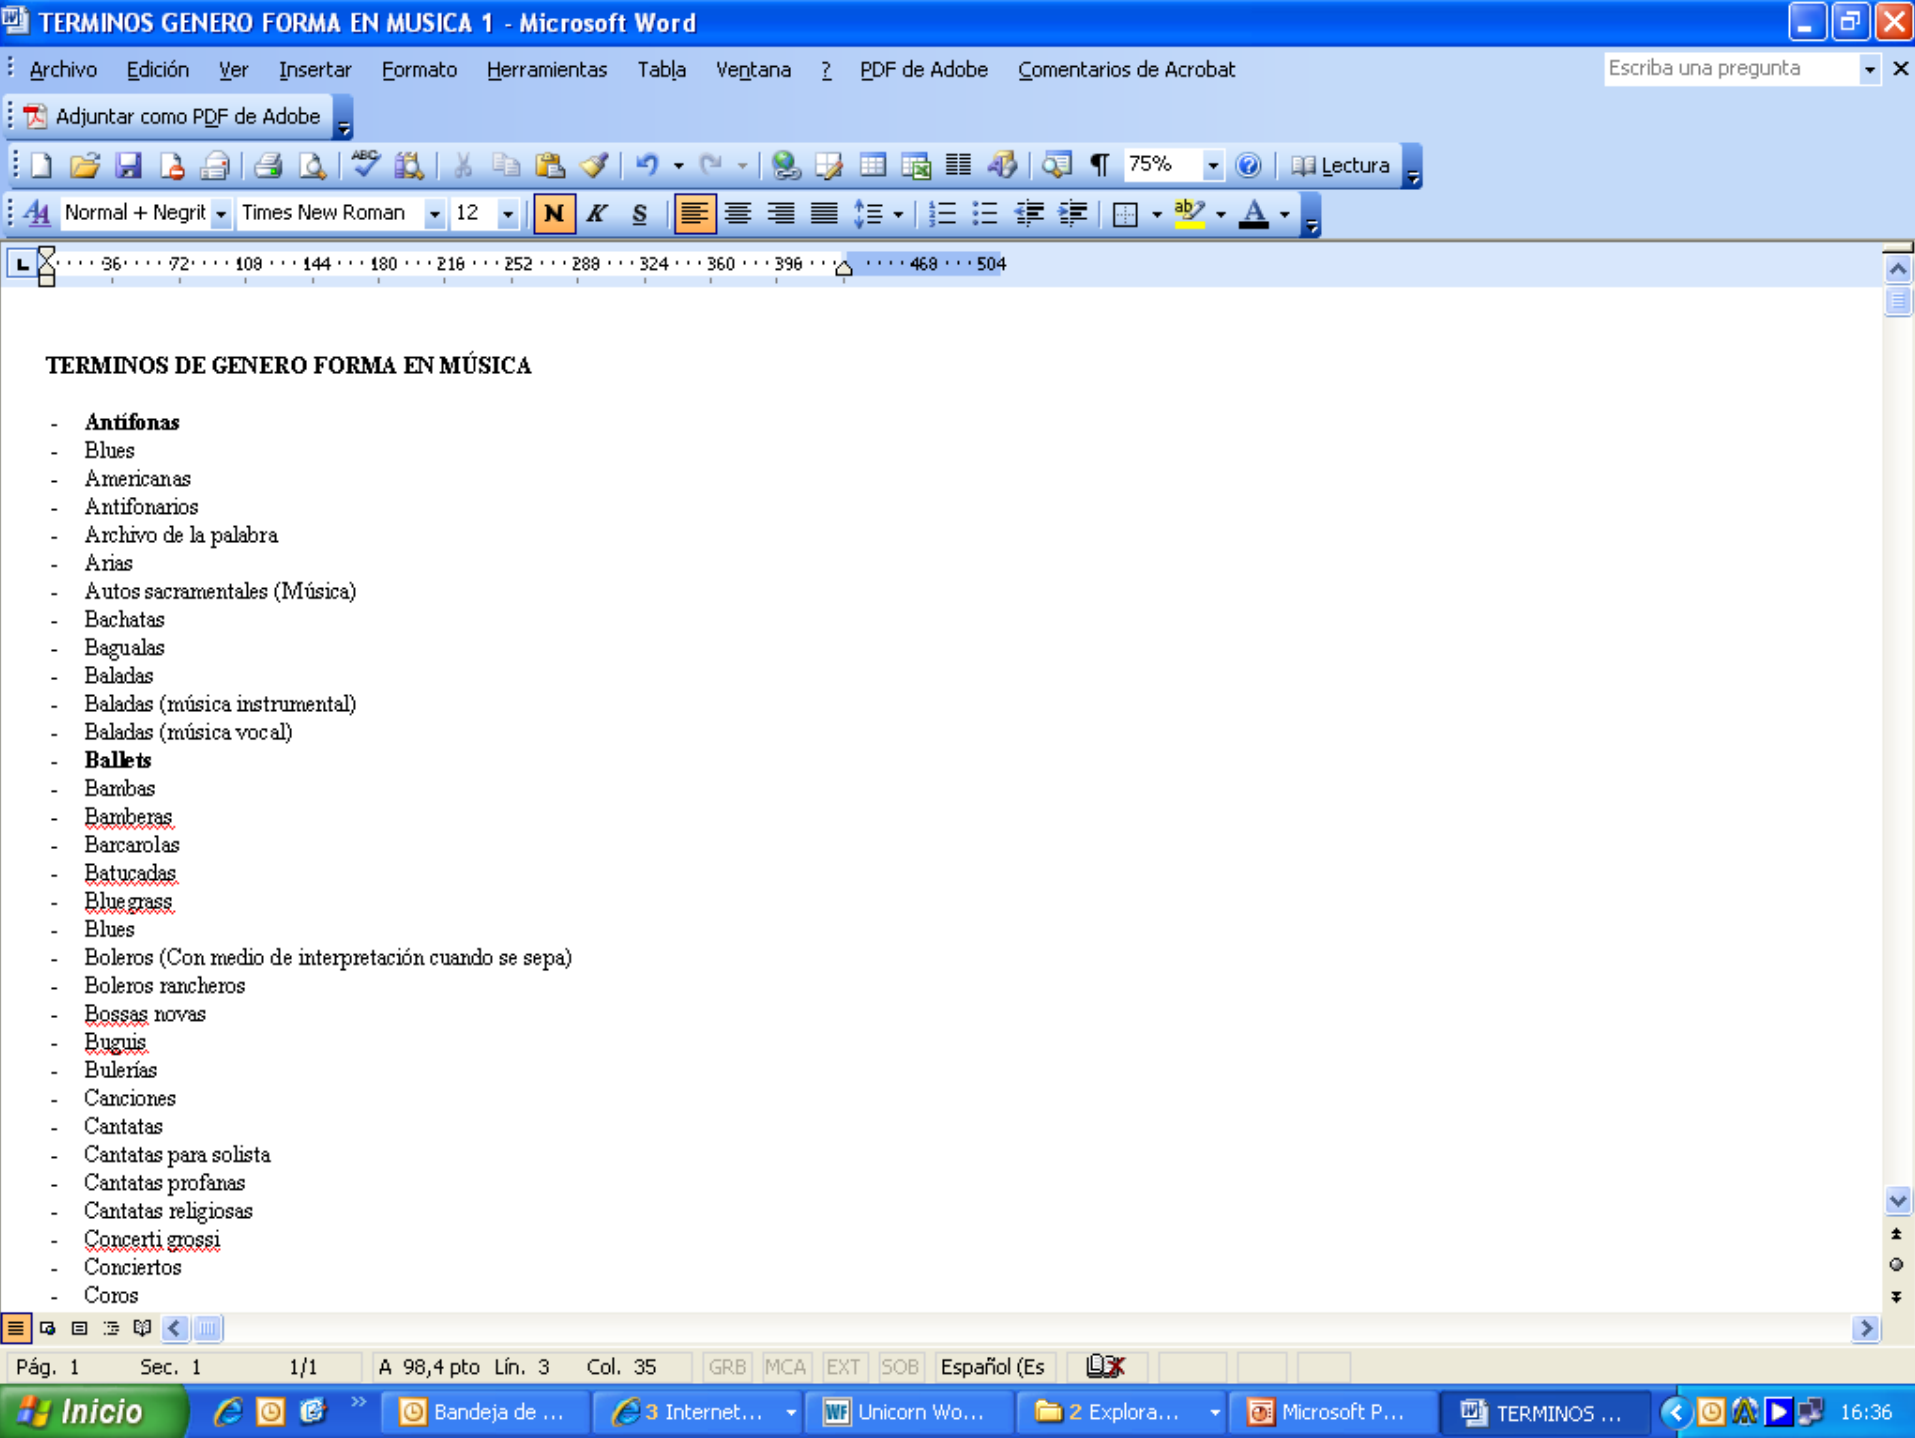 TERMINOS GENERO FORMA EN MUSICA 1 - Microsoft Word
Archivo Edición Ver Insertar Formato Herramientas Tabla Ventana ? PDF de Adobe Comentarios de Acrobat Escriba una pregunta
Adjuntar como PDF de Adobe
75% Lectura
Normal + Negrit Times New Roman 12 N K S
36 72 108 144 180 216 252 288 324 360 396 468 504
TERMINOS DE GENERO FORMA EN MÚSICA
- Antífonas
- Blues
- Americanas
- Antifonarios
- Archivo de la palabra
- Arias
- Autos sacramentales (Música)
- Bachatas
- Bagualas
- Baladas
- Baladas (música instrumental)
- Baladas (música vocal)
- Ballets
- Bambas
- Bamberas
- Barcarolas
- Batucadas
- Bluegrass
- Blues
- Boleros (Con medio de interpretación cuando se sepa)
- Boleros rancheros
- Bossas novas
- Buguis
- Bulerías
- Canciones
- Cantatas
- Cantatas para solista
- Cantatas profanas
- Cantatas religiosas
- Concerti grossi
- Conciertos
- Coros
Pág. 1 Sec. 1 1/1 A 98,4 pto Lín. 3 Col. 35 GRB MCA EXT SOB Español (Es
Inicio Bandeja de ... 3 Internet... Unicorn Wo... 2 Explora... Microsoft P... TERMINOS ... 16:36